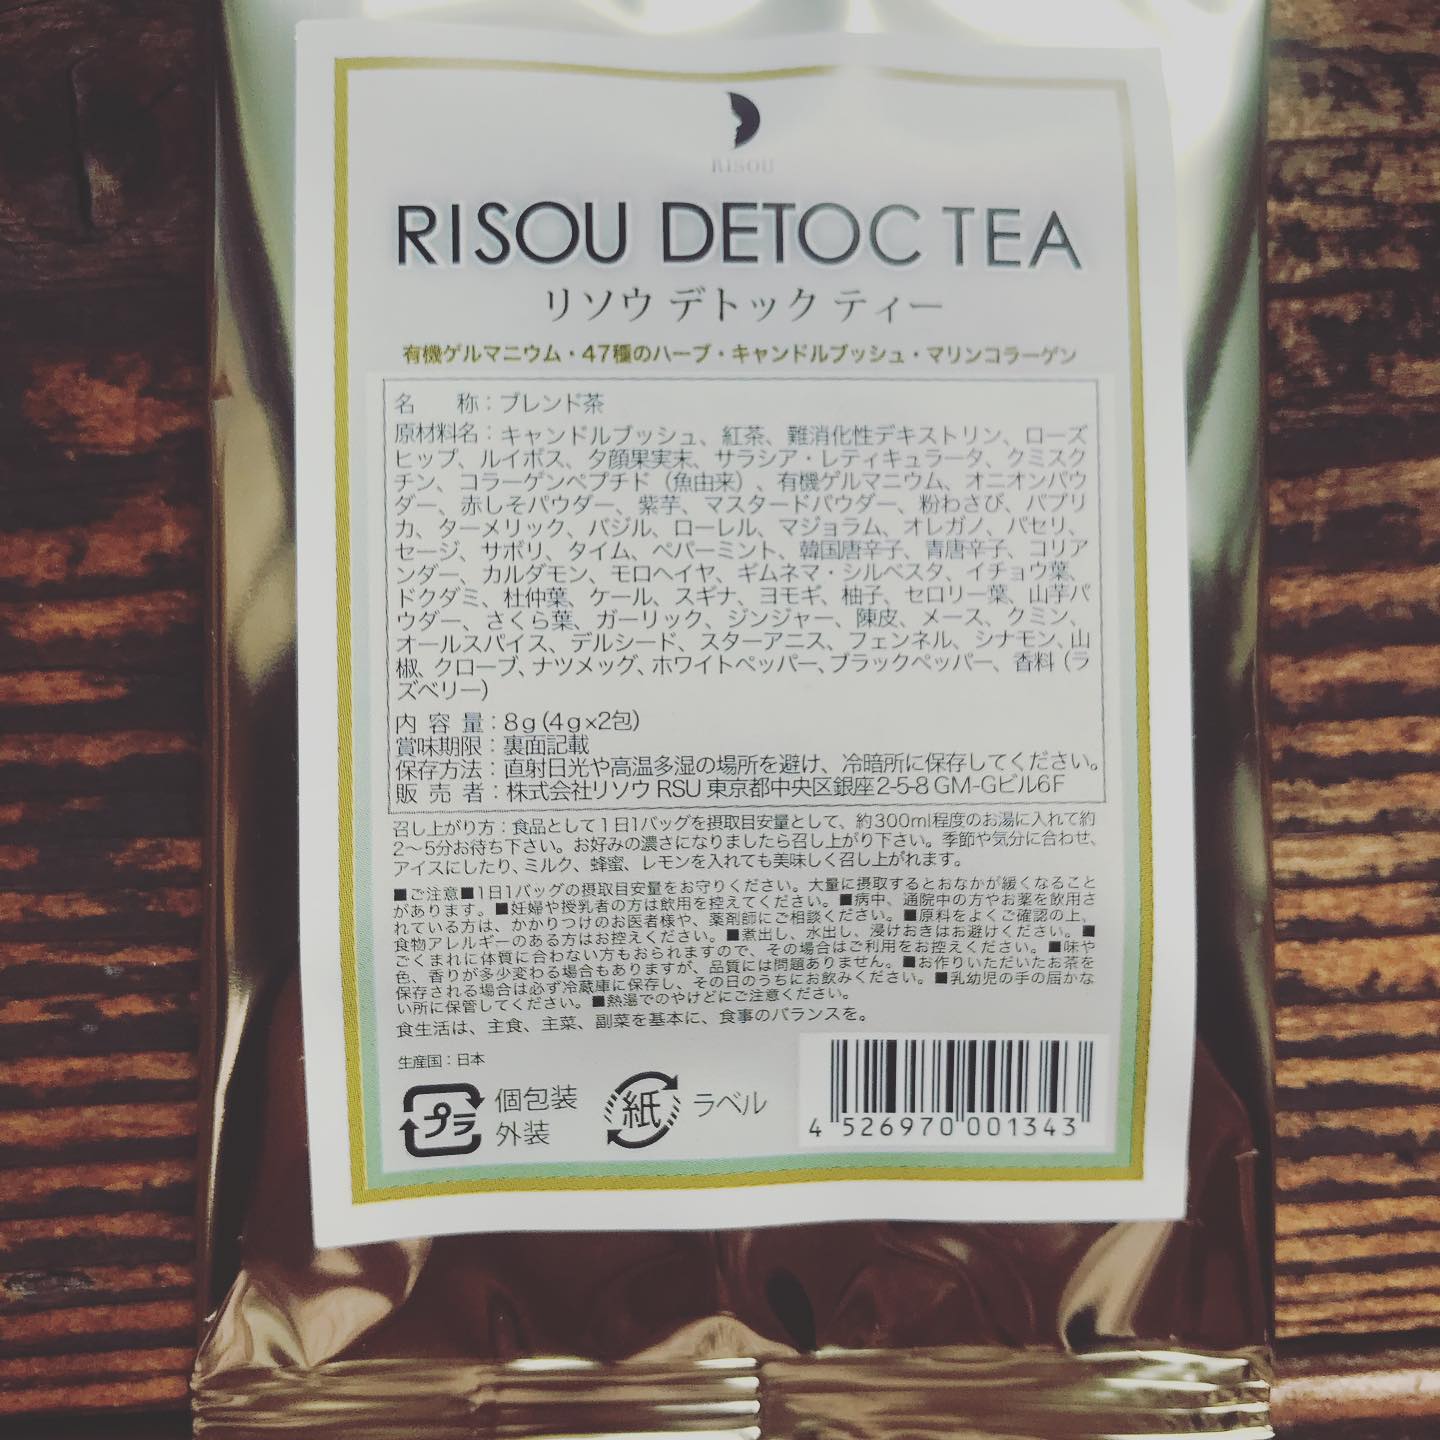 RISOU
RISOU DETOC TEA
リソウ デトック ティー
有機ゲルマニウム・47種のハーブ・キャンドルブッシュ・マリンコラーゲン
名　　称：ブレンド茶
原材料名：キャンドルブッシュ、紅茶、難消化性デキストリン、ローズ
ヒップ、ルイボス、夕顔果実末、サラシア・レティキュラータ、クミスク
チン、コラーゲンペプチド（魚由来）、有機ゲルマニウム、オニオンパウ
ダー、赤しそパウダー、紫芋、マスタードパウダー、粉わさび、パプリ
カ、ターメリック、バジル、ローレル、マジョラム、オレガノ、パセリ、
セージ、サボリ、タイム、ペパーミント、韓国唐辛子、青唐辛子、コリア
ンダー、カルダモン、モロヘイヤ、ギムネマ・シルベスタ、イチョウ葉、
ドクダミ、杜仲葉、ケール、スギナ、ヨモギ、柚子、セロリー葉、山芋パ
ウダー、さくら葉、ガーリック、ジンジャー、陳皮、メース、クミン、
オールスパイス、デルシード、スターアニス、フェンネル、シナモン、山
椒、クローブ、ナツメッグ、ホワイトペッパー、ブラックペッパー、香料（ラ
ズベリー）
内 容 量：8g（4g×2包）
賞味期限：裏面記載
保存方法：直射日光や高温多湿の場所を避け、冷暗所に保存してください。
販 売 者：株式会社リソウ RSU 東京都中央区銀座2-5-8 GM-Gビル6F
召し上がり方：食品として1日1バッグを摂取目安量として、約300ml程度のお湯に入れて約
2〜5分お待ち下さい。お好みの濃さになりましたら召し上がり下さい。季節や気分に合わせ、
アイスにしたり、ミルク、蜂蜜、レモンを入れても美味しく召し上がれます。
■ご注意■1日1バッグの摂取目安量をお守りください。大量に摂取するとおなかが緩くなること
があります。■妊婦や授乳者の方は飲用を控えてください。■病中、通院中の方やお薬を飲用さ
れている方は、かかりつけのお医者様や、薬剤師にご相談ください。■原料をよくご確認の上、
食物アレルギーのある方はお控えください。■煮出し、水出し、浸けおきはお避けください。■
ごくまれに体質に合わない方もおられますので、その場合はご利用をお控えください。■味や
色、香りが多少変わる場合もありますが、品質には問題ありません。■お作りいただいたお茶を
保存される場合は必ず冷蔵庫に保存し、その日のうちにお飲みください。■乳幼児の手の届かな
い所に保管してください。■熱湯でのやけどにご注意ください。
食生活は、主食、主菜、副菜を基本に、食事のバランスを。
生産国：日本
プラ 個包装
外装
紙 ラベル
4 526970 001343